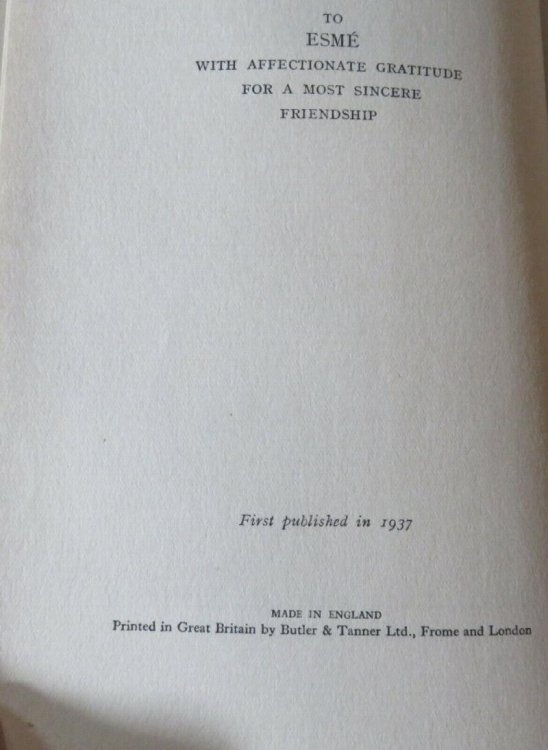 TO
ESMÉ
WITH AFFECTIONATE GRATITUDE
FOR A MOST SINCERE
FRIENDSHIP
First published in 1937
MADE IN ENGLAND
Printed in Great Britain by Butler & Tanner Ltd., Frome and London